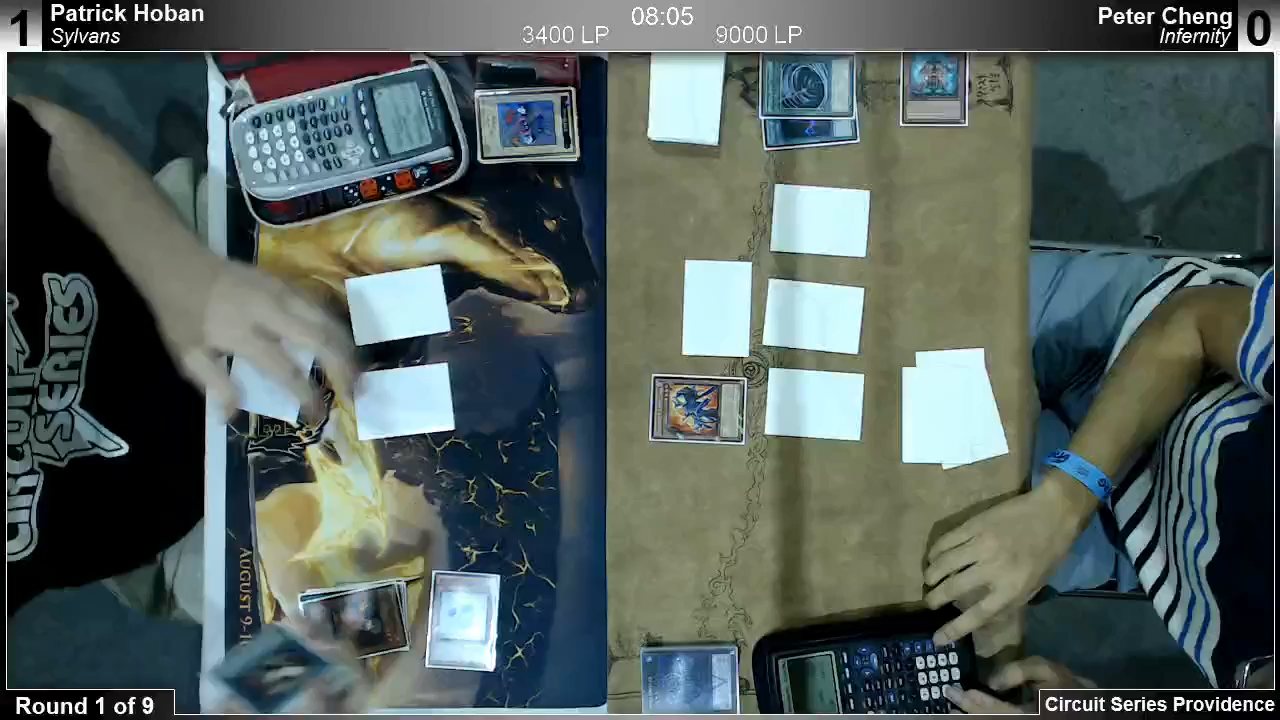 1
Patrick Hoban
Sylvans
08:05
3400 LP
9000 LP
Peter Cheng
Infernity
0
CIRCUIT
SERIES
AUGUST 9-10
Round 1 of 9
Circuit Series Providence